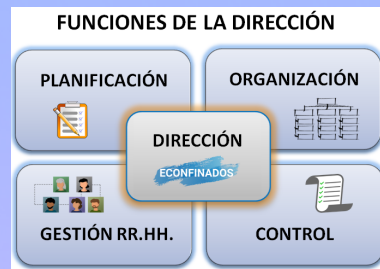 FUNCIONES DE LA DIRECCIÓN
PLANIFICACIÓN
ORGANIZACIÓN
DIRECCIÓN
ECONFINADOS
GESTIÓN RR.HH.
CONTROL